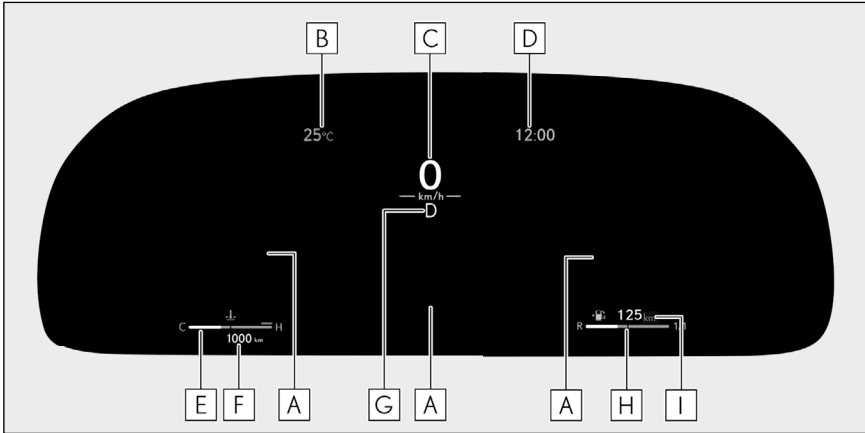 B C D
25°C 12:00
0
km/h
D
125 km
C H R 1/1
1000 km
E F A G A A H I